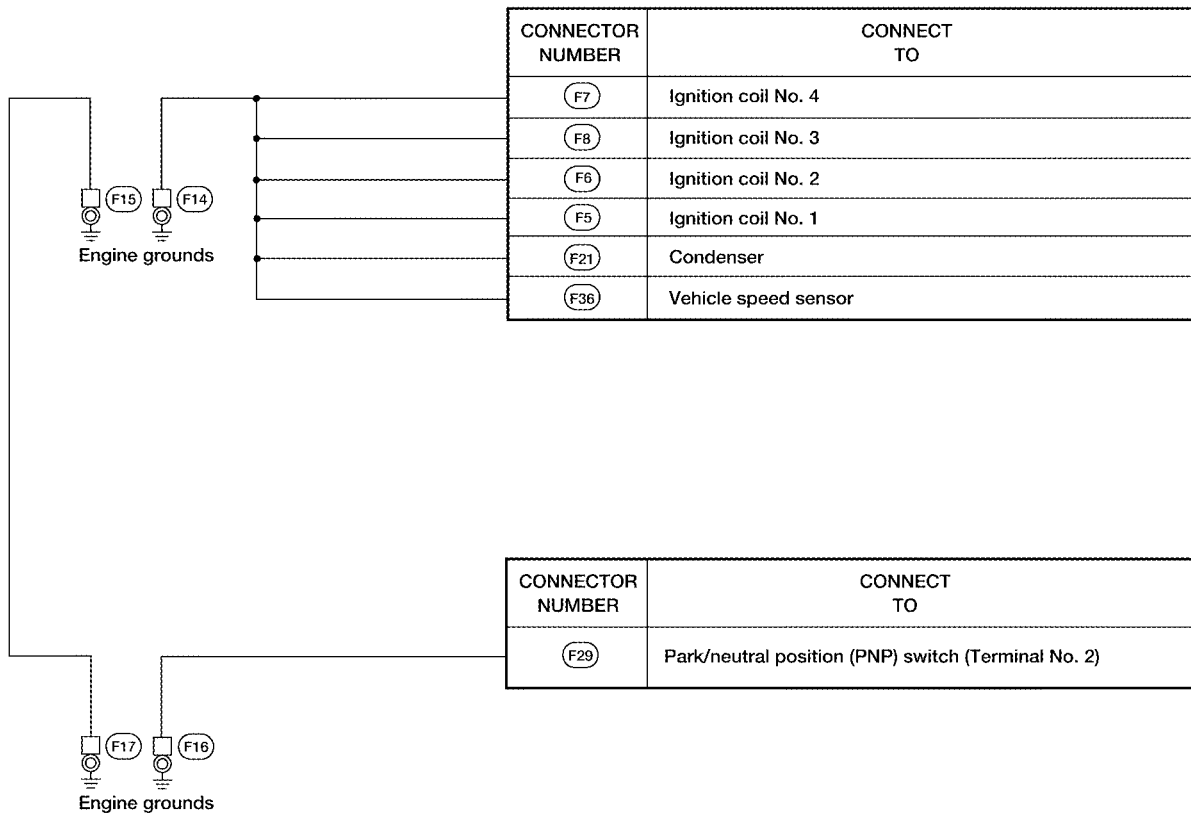 CONNECTOR NUMBER CONNECT TO
F7 Ignition coil No. 4
F8 Ignition coil No. 3
F6 Ignition coil No. 2
F5 Ignition coil No. 1
F21 Condenser
F36 Vehicle speed sensor
F15 F14
Engine grounds
CONNECTOR NUMBER CONNECT TO
F29 Park/neutral position (PNP) switch (Terminal No. 2)
F17 F16
Engine grounds